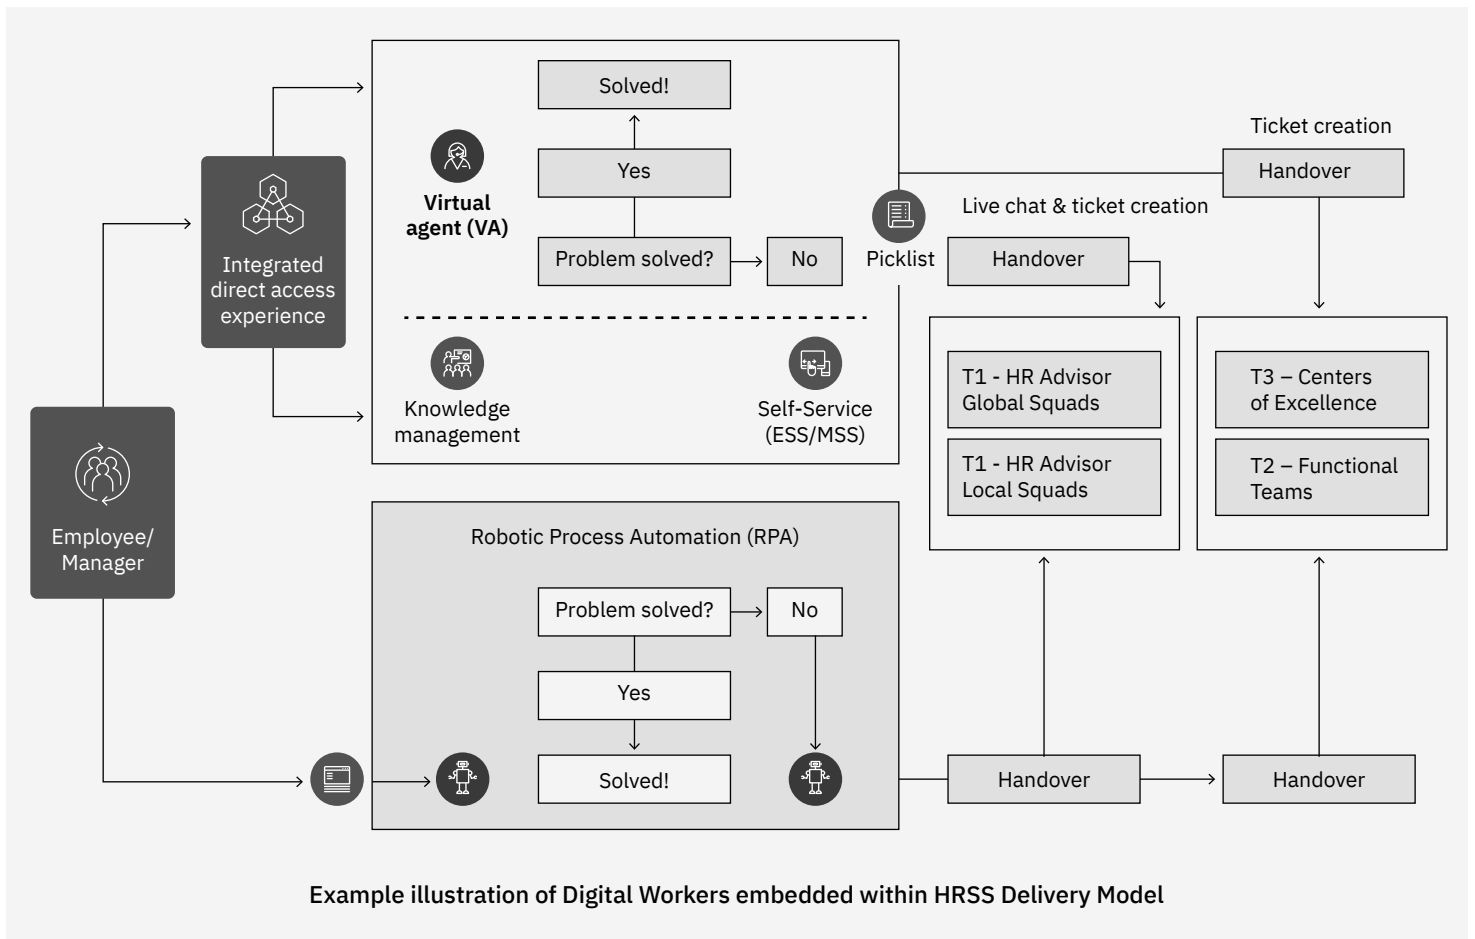 Solved!
Yes
Virtual
agent (VA)
Problem solved?
No
Knowledge
management
Self-Service
(ESS/MSS)
Integrated
direct access
experience
Employee/
Manager
Picklist
Ticket creation
Handover
Live chat & ticket creation
Handover
T1 - HR Advisor
Global Squads
T1 - HR Advisor
Local Squads
T3 – Centers
of Excellence
T2 – Functional
Teams
Robotic Process Automation (RPA)
Problem solved?
No
Yes
Solved!
Handover
Handover
Example illustration of Digital Workers embedded within HRSS Delivery Model